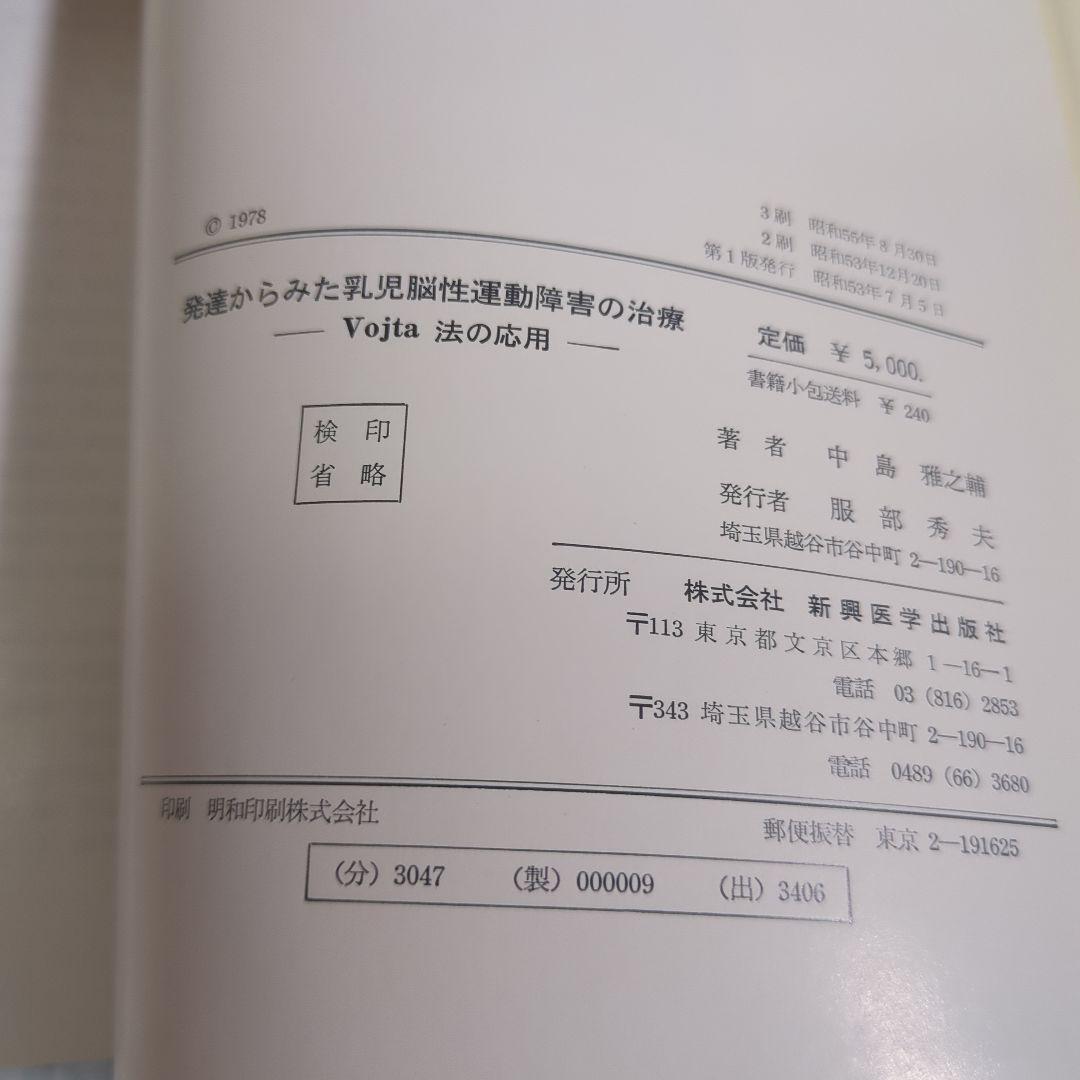 © 1978
3刷 昭和55年8月30日
2刷 昭和53年12月20日
第1版発行 昭和53年7月5日
発達からみた乳児脳性運動障害の治療
— Vojta 法の応用 —
定価 ¥ 5,000.
書籍小包送料 ¥ 240
検印
省略
著者 中島雅之輔
発行者 服部秀夫
埼玉県越谷市谷中町 2—190—16
発行所 株式会社 新興医学出版社
〒113 東京都文京区本郷 1—16—1
電話 03 (816) 2853
〒343 埼玉県越谷市谷中町 2—190—16
電話 0489 (66) 3680
印刷 明和印刷株式会社
郵便振替 東京 2—191625
(分) 3047 (製) 000009 (出) 3406